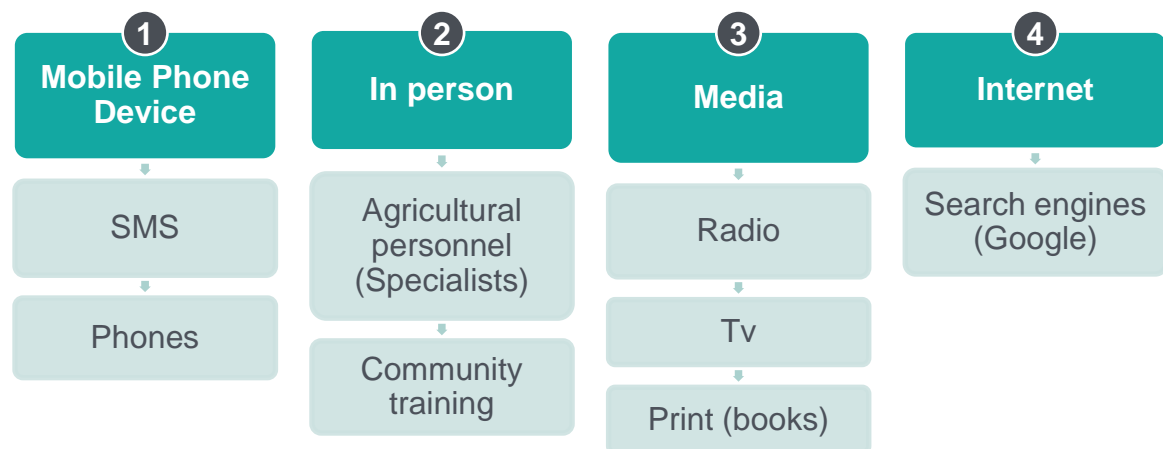 1
Mobile Phone
Device
SMS
Phones
2
In person
Agricultural
personnel
(Specialists)
Community
training
3
Media
Radio
Tv
Print (books)
4
Internet
Search engines
(Google)